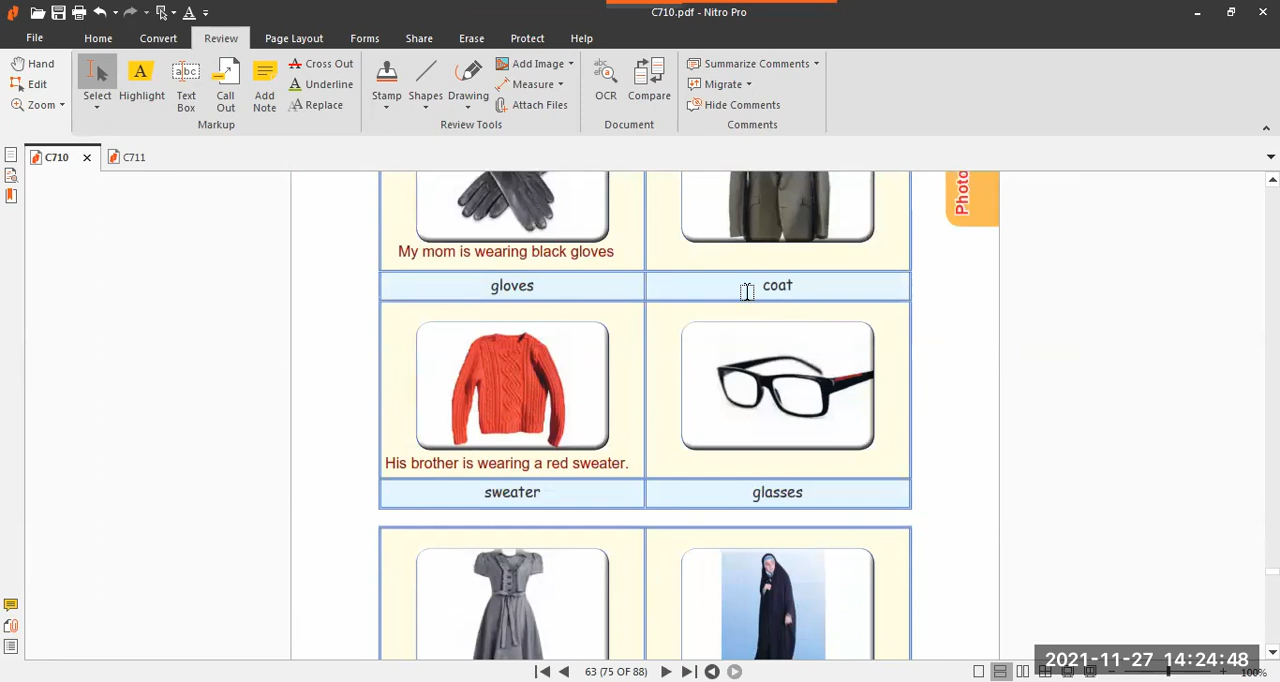 C710.pdf - Nitro Pro
File Home Convert Review Page Layout Forms Share Erase Protect Help
Hand
Edit
Zoom
Select
Highlight
Text Box
Call Out
Add Note
Cross Out
Underline
Replace
Markup
Stamp
Shapes
Drawing
Add Image
Measure
Attach Files
Review Tools
OCR
Compare
Document
Summarize Comments
Migrate
Hide Comments
Comments
C710
C711
Photo
My mom is wearing black gloves
gloves
coat
His brother is wearing a red sweater.
sweater
glasses
63 (75 OF 88)
2021-11-27 14:24:48
100%